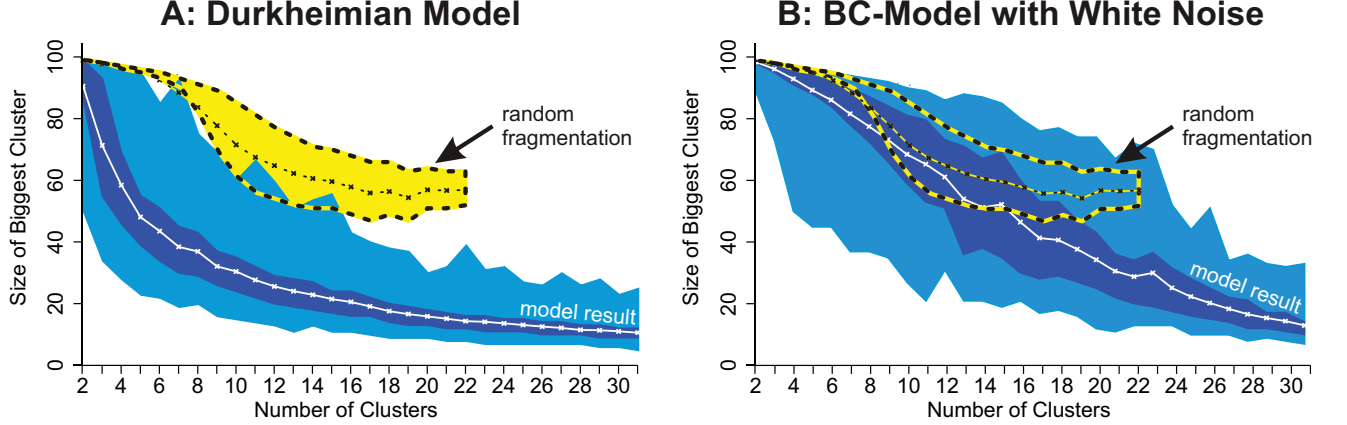 A: Durkheimian Model
Size of Biggest Cluster
100
80
60
40
20
0
random
fragmentation
model result
2 4 6 8 10 12 14 16 18 20 22 24 26 28 30
Number of Clusters
B: BC-Model with White Noise
Size of Biggest Cluster
100
80
60
40
20
0
random
fragmentation
model result
2 4 6 8 10 12 14 16 18 20 22 24 26 28 30
Number of Clusters